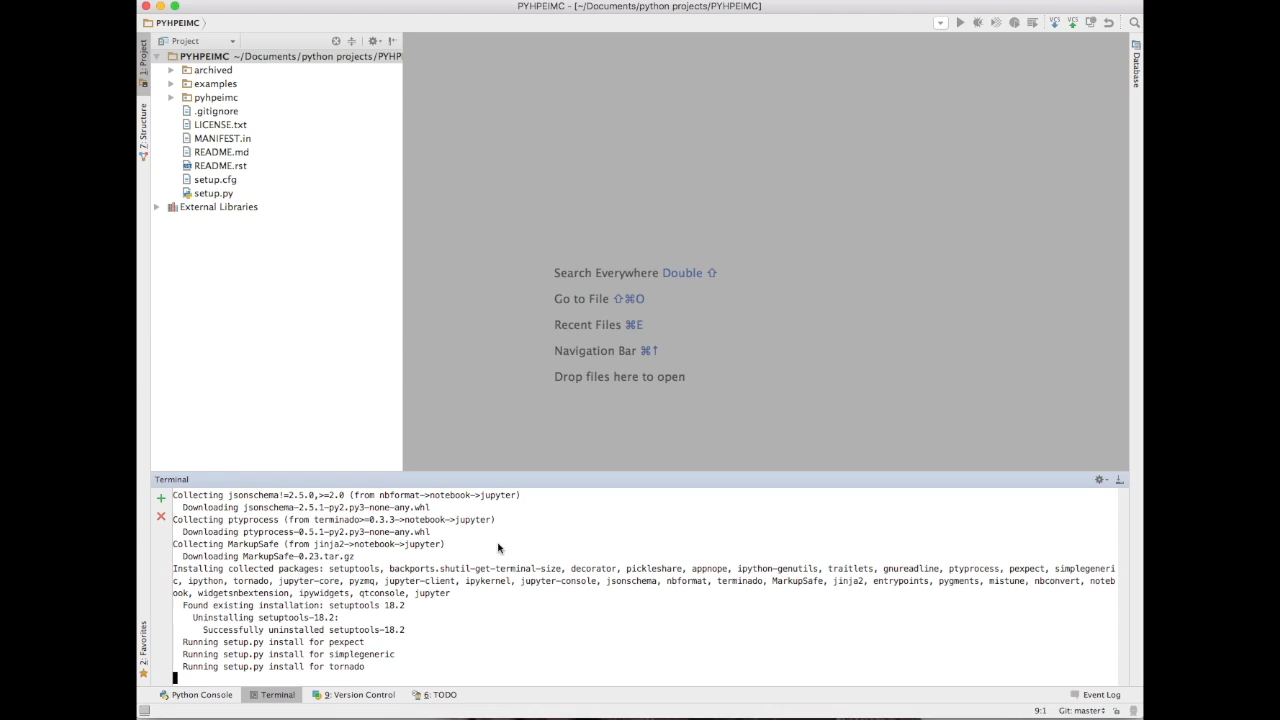 PYHPEIMC - [~/Documents/python projects/PYHPEIMC]
PYHPEIMC
Project
1: Project
7: Structure
2: Favorites
Database
PYHPEIMC ~/Documents/python projects/PYHP
archived
examples
pyhpeimc
.gitignore
LICENSE.txt
MANIFEST.in
README.md
README.rst
setup.cfg
setup.py
External Libraries
VCS VCS
Search Everywhere Double ⇧
Go to File ⇧⌘O
Recent Files ⌘E
Navigation Bar ⌘↑
Drop files here to open
Terminal
Collecting jsonschema!=2.5.0,>=2.0 (from nbformat->notebook->jupyter)
Downloading jsonschema-2.5.1-py2.py3-none-any.whl
Collecting ptyprocess (from terminado>=0.3.3->notebook->jupyter)
Downloading ptyprocess-0.5.1-py2.py3-none-any.whl
Collecting MarkupSafe (from jinja2->notebook->jupyter)
Downloading MarkupSafe-0.23.tar.gz
Installing collected packages: setuptools, backports.shutil-get-terminal-size, decorator, pickleshare, appnope, ipython-genutils, traitlets, gnureadline, ptyprocess, pexpect, simplegeneri
c, ipython, tornado, jupyter-core, pyzmq, jupyter-client, ipykernel, jupyter-console, jsonschema, nbformat, terminado, MarkupSafe, jinja2, entrypoints, pygments, mistune, nbconvert, noteb
ook, widgetsnbextension, ipywidgets, qtconsole, jupyter
Found existing installation: setuptools 18.2
Uninstalling setuptools-18.2:
Successfully uninstalled setuptools-18.2
Running setup.py install for pexpect
Running setup.py install for simplegeneric
Running setup.py install for tornado
Python Console
Terminal
9: Version Control
6: TODO
Event Log
9:1
Git: master